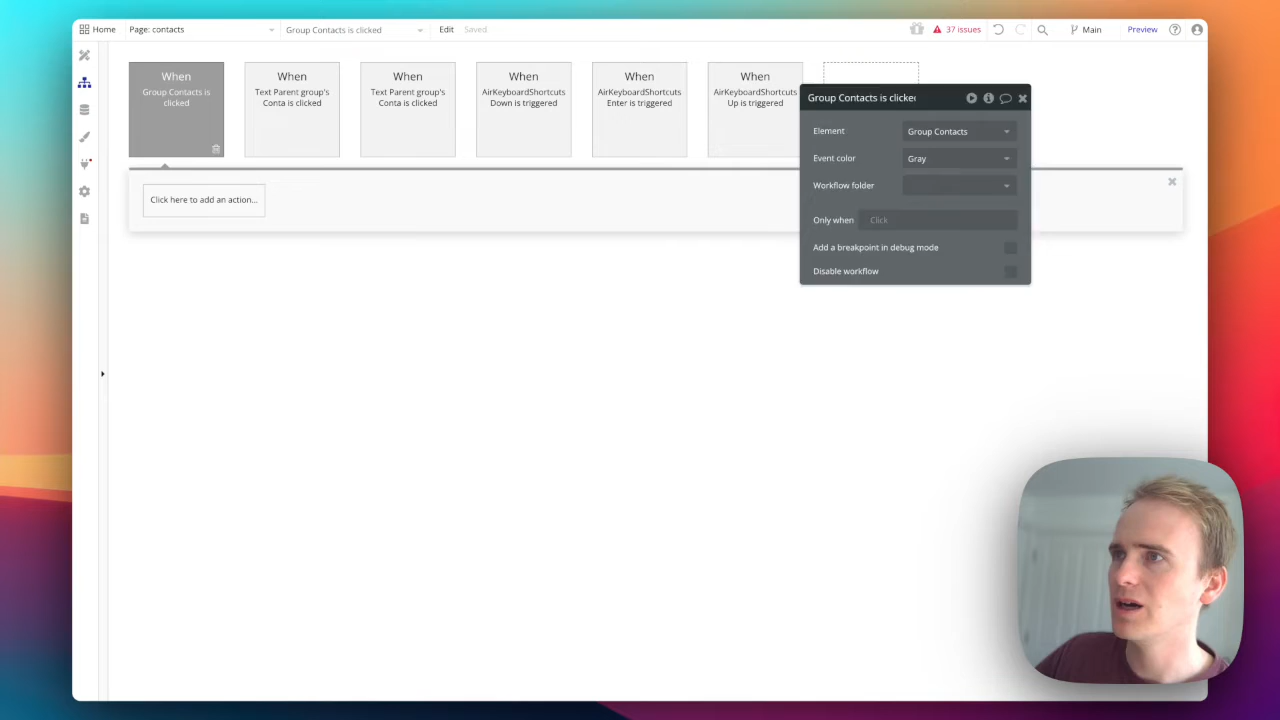 Home
Page: contacts
Group Contacts is clicked
Edit
Saved
37 issues
Main
Preview
When
Group Contacts is
clicked
When
Text Parent group's
Conta is clicked
When
Text Parent group's
Conta is clicked
When
AirKeyboardShortcuts
Down is triggered
When
AirKeyboardShortcuts
Enter is triggered
When
AirKeyboardShortcuts
Up is triggered
Click here to add an action...
Group Contacts is clicked
Element
Group Contacts
Event color
Gray
Workflow folder
Only when
Click
Add a breakpoint in debug mode
Disable workflow